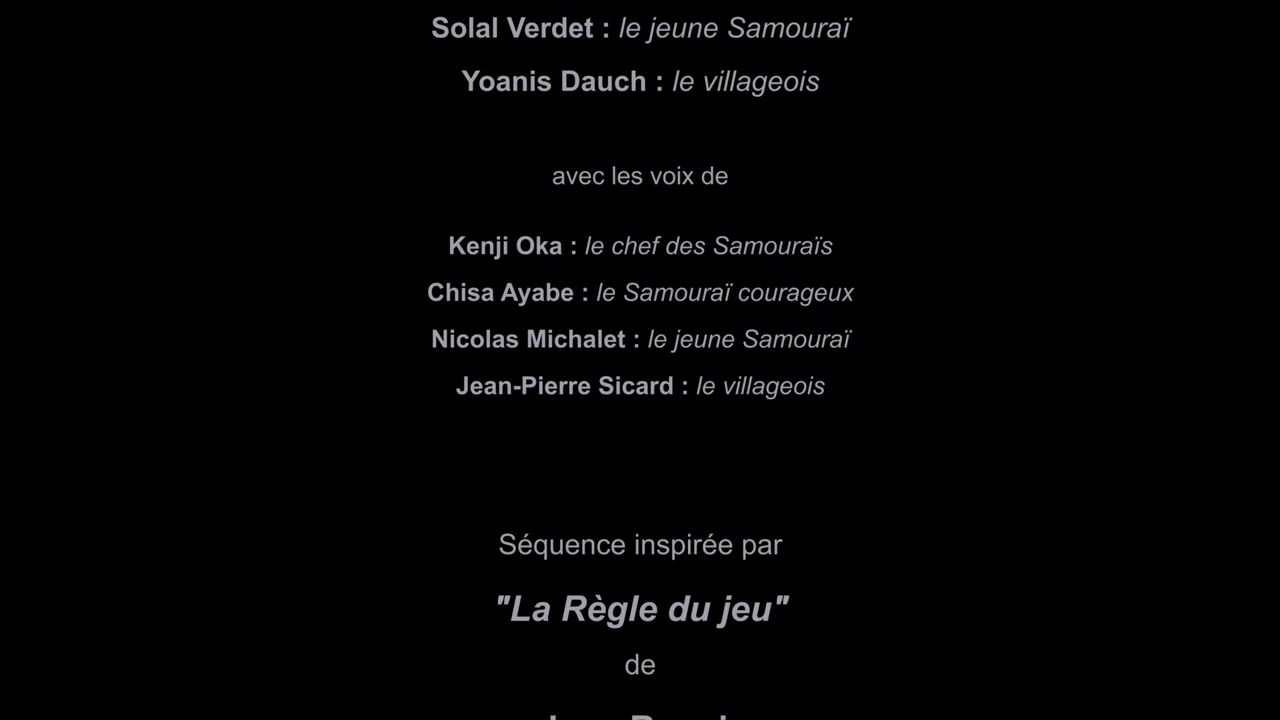 Solal Verdet : le jeune Samouraï
Yoanis Dauch : le villageois
avec les voix de
Kenji Oka : le chef des Samouraïs
Chisa Ayabe : le Samouraï courageux
Nicolas Michalet : le jeune Samouraï
Jean-Pierre Sicard : le villageois
Séquence inspirée par
"La Règle du jeu"
de